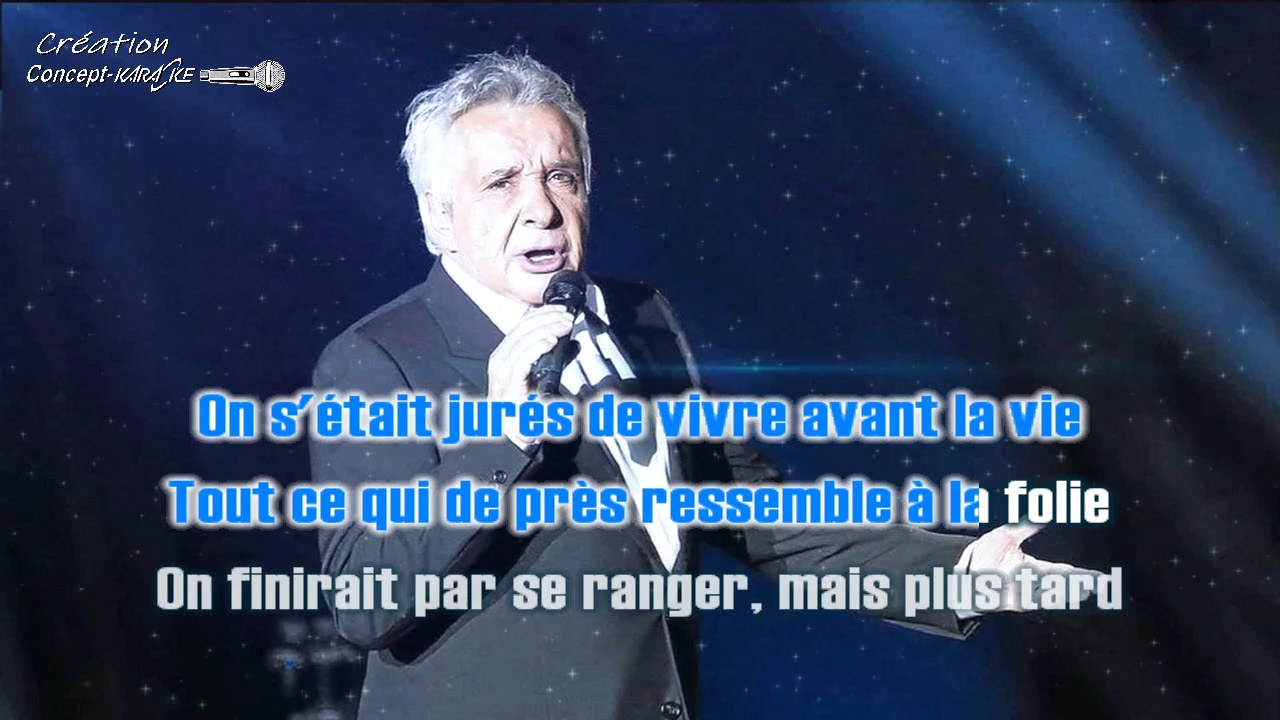 Création
Concept-KARAOKE
On s'était jurés de vivre avant la vie
Tout ce qui de près ressemble à la folie
On finirait par se ranger, mais plus tard